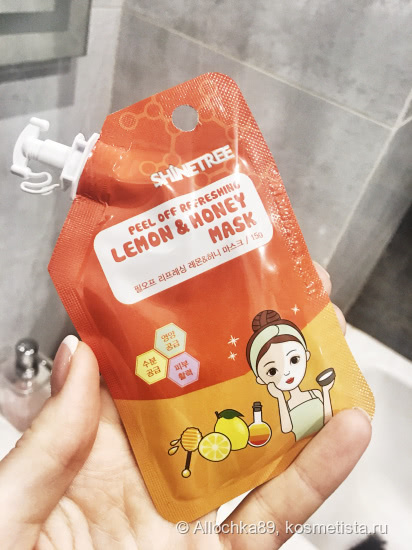 SHINETREE
PEEL OFF REFRESHING
LEMON & HONEY
MASK
필오프 리프레싱 레몬&허니 마스크 / 15g
영양
공급
수분
공급
피부
활력
© Allochka89, kosmetista.ru